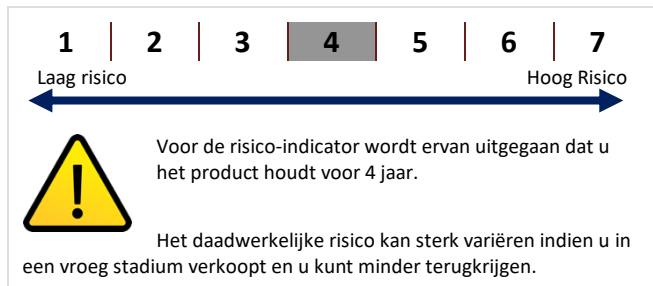 1 2 3 4 5 6 7
Laag risico Hoog Risico
Voor de risico-indicator wordt ervan uitgegaan dat u
het product houdt voor 4 jaar.
Het daadwerkelijke risico kan sterk variëren indien u in
een vroeg stadium verkoopt en u kunt minder terugkrijgen.